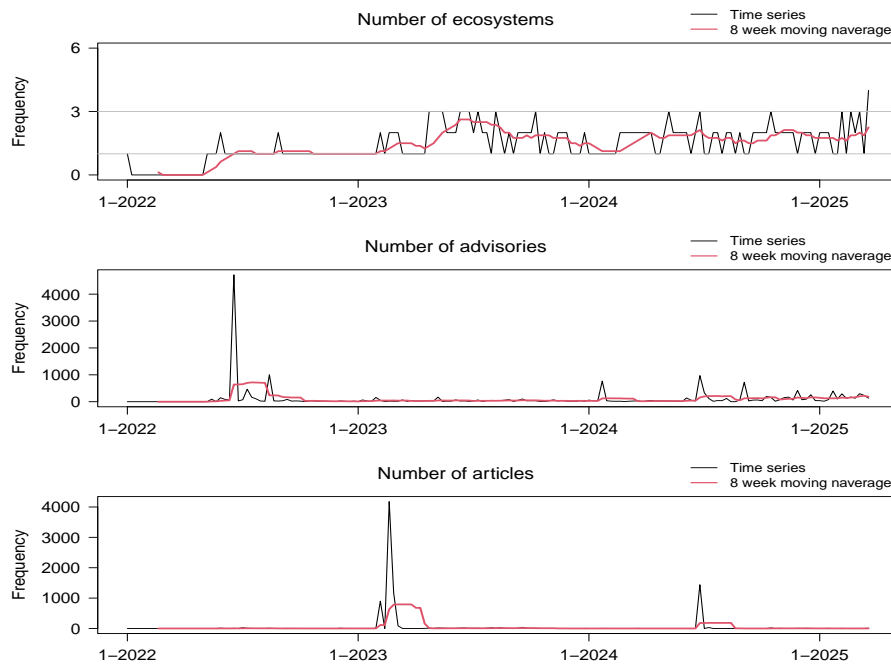 Number of ecosystems
Time series
8 week moving naverage
Frequency
6
3
0
1−2022
1−2023
1−2024
1−2025
Number of advisories
Time series
8 week moving naverage
Frequency
4000
3000
2000
1000
0
1−2022
1−2023
1−2024
1−2025
Number of articles
Time series
8 week moving naverage
Frequency
4000
3000
2000
1000
0
1−2022
1−2023
1−2024
1−2025